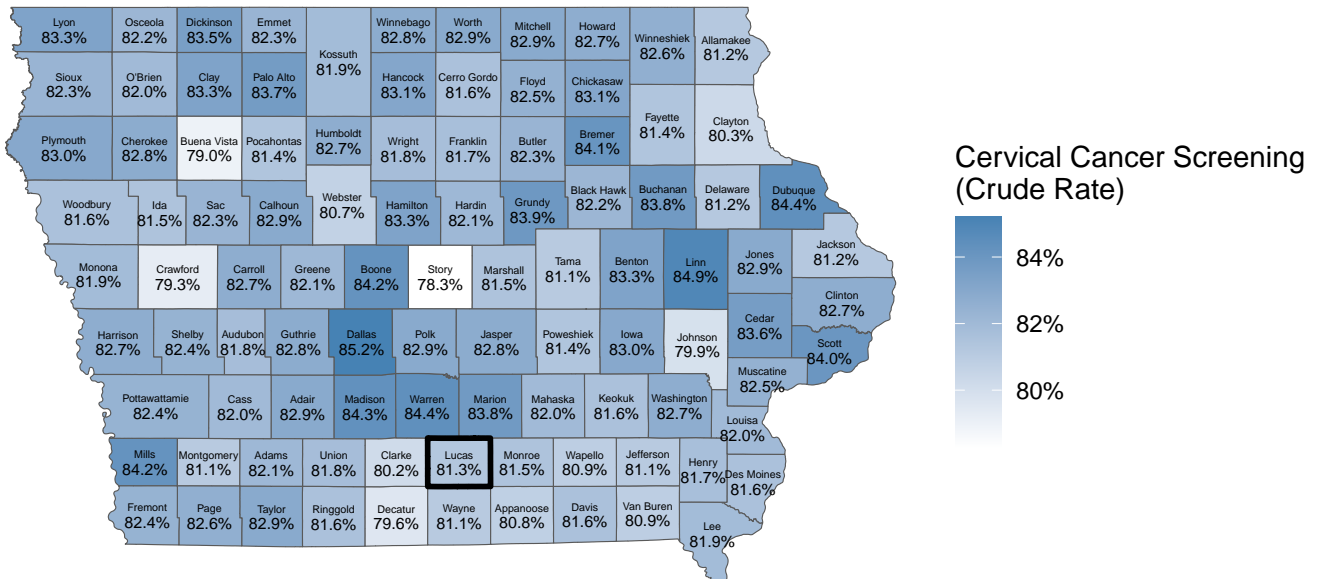 Lyon
83.3%
Osceola
82.2%
Dickinson
83.5%
Emmet
82.3%
Kossuth
81.9%
Winnebago
82.8%
Worth
82.9%
Mitchell
82.9%
Howard
82.7%
Winneshiek
82.6%
Allamakee
81.2%
Sioux
82.3%
O'Brien
82.0%
Clay
83.3%
Palo Alto
83.7%
Hancock
83.1%
Cerro Gordo
81.6%
Floyd
82.5%
Chickasaw
83.1%
Fayette
81.4%
Clayton
80.3%
Plymouth
83.0%
Cherokee
82.8%
Buena Vista
79.0%
Pocahontas
81.4%
Humboldt
82.7%
Wright
81.8%
Franklin
81.7%
Butler
82.3%
Bremer
84.1%
Woodbury
81.6%
Ida
81.5%
Sac
82.3%
Calhoun
82.9%
Webster
80.7%
Hamilton
83.3%
Hardin
82.1%
Grundy
83.9%
Black Hawk
82.2%
Buchanan
83.8%
Delaware
81.2%
Dubuque
84.4%
Monona
81.9%
Crawford
79.3%
Carroll
82.7%
Greene
82.1%
Boone
84.2%
Story
78.3%
Marshall
81.5%
Tama
81.1%
Benton
83.3%
Linn
84.9%
Jones
82.9%
Jackson
81.2%
Clinton
82.7%
Harrison
82.7%
Shelby
82.4%
Audubon
81.8%
Guthrie
82.8%
Dallas
85.2%
Polk
82.9%
Jasper
82.8%
Poweshiek
81.4%
Iowa
83.0%
Johnson
79.9%
Cedar
83.6%
Scott
84.0%
Muscatine
82.5%
Pottawattamie
82.4%
Cass
82.0%
Adair
82.9%
Madison
84.3%
Warren
84.4%
Marion
83.8%
Mahaska
82.0%
Keokuk
81.6%
Washington
82.7%
Louisa
82.0%
Mills
84.2%
Montgomery
81.1%
Adams
82.1%
Union
81.8%
Clarke
80.2%
Lucas
81.3%
Monroe
81.5%
Wapello
80.9%
Jefferson
81.1%
Henry
81.7%
Des Moines
81.6%
Fremont
82.4%
Page
82.6%
Taylor
82.9%
Ringgold
81.6%
Decatur
79.6%
Wayne
81.1%
Appanoose
80.8%
Davis
81.6%
Van Buren
80.9%
Lee
81.9%
Cervical Cancer Screening
(Crude Rate)
84%
82%
80%